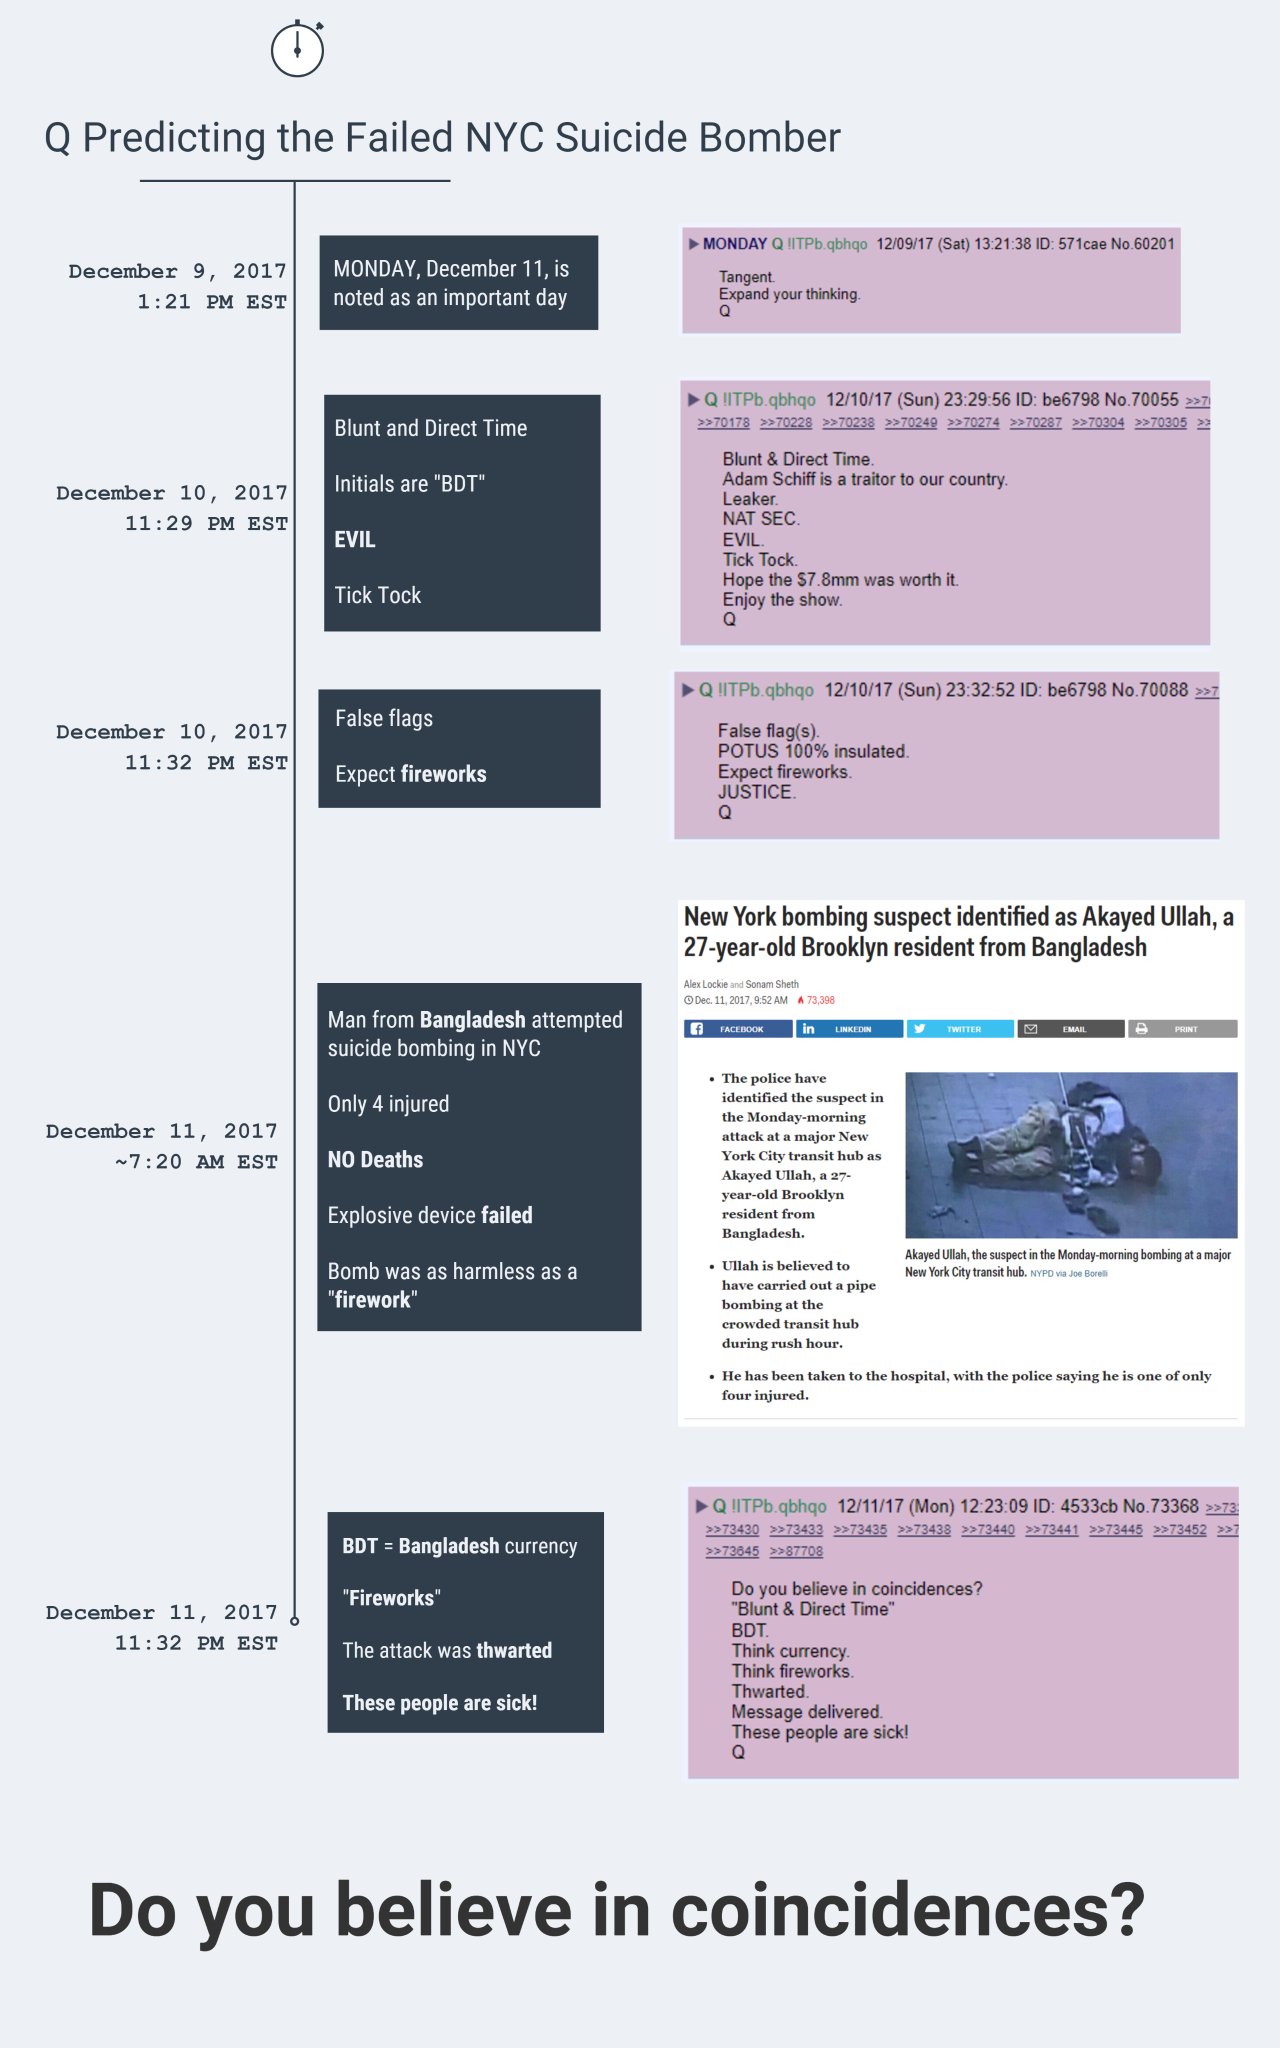 Q Predicting the Failed NYC Suicide Bomber
December 9, 2017
1:21 PM EST
MONDAY, December 11, is
noted as an important day
MONDAY Q !ITPb.qbhqo 12/09/17 (Sat) 13:21:38 ID: 571cae No.60201
Tangent.
Expand your thinking.
Q
December 10, 2017
11:29 PM EST
Blunt and Direct Time
Initials are "BDT"
EVIL
Tick Tock
Q !ITPb.qbhqo 12/10/17 (Sun) 23:29:56 ID: be6798 No.70055
>>70178 >>70228 >>70238 >>70249 >>70274 >>70287 >>70304 >>70305 >>
Blunt & Direct Time.
Adam Schiff is a traitor to our country.
Leaker.
NAT SEC.
EVIL.
Tick Tock.
Hope the $7.8mm was worth it.
Enjoy the show.
Q
December 10, 2017
11:32 PM EST
False flags
Expect fireworks
Q !ITPb.qbhqo 12/10/17 (Sun) 23:32:52 ID: be6798 No.70088 >>7
False flag(s).
POTUS 100% insulated.
Expect fireworks.
JUSTICE.
Q
December 11, 2017
~7:20 AM EST
Man from Bangladesh attempted
suicide bombing in NYC
Only 4 injured
NO Deaths
Explosive device failed
Bomb was as harmless as a
"firework"
New York bombing suspect identified as Akayed Ullah, a
27-year-old Brooklyn resident from Bangladesh
Alex Lockie and Sonam Sheth
Dec. 11, 2017, 9:52 AM 73,398
FACEBOOK LINKEDIN TWITTER EMAIL PRINT
• The police have
identified the suspect in
the Monday-morning
attack at a major New
York City transit hub as
Akayed Ullah, a 27-
year-old Brooklyn
resident from
Bangladesh.
• Ullah is believed to
have carried out a pipe
bombing at the
crowded transit hub
during rush hour.
Akayed Ullah, the suspect in the Monday-morning bombing at a major
New York City transit hub. NYPD via Joe Borelli
• He has been taken to the hospital, with the police saying he is one of only
four injured.
December 11, 2017
11:32 PM EST
BDT = Bangladesh currency
"Fireworks"
The attack was thwarted
These people are sick!
Q !ITPb.qbhqo 12/11/17 (Mon) 12:23:09 ID: 4533cb No.73368
>>73430 >>73433 >>73435 >>73438 >>73440 >>73441 >>73445 >>73452 >>7
>>73645 >>87708
Do you believe in coincidences?
"Blunt & Direct Time"
BDT.
Think currency.
Think fireworks.
Thwarted.
Message delivered.
These people are sick!
Q
Do you believe in coincidences?